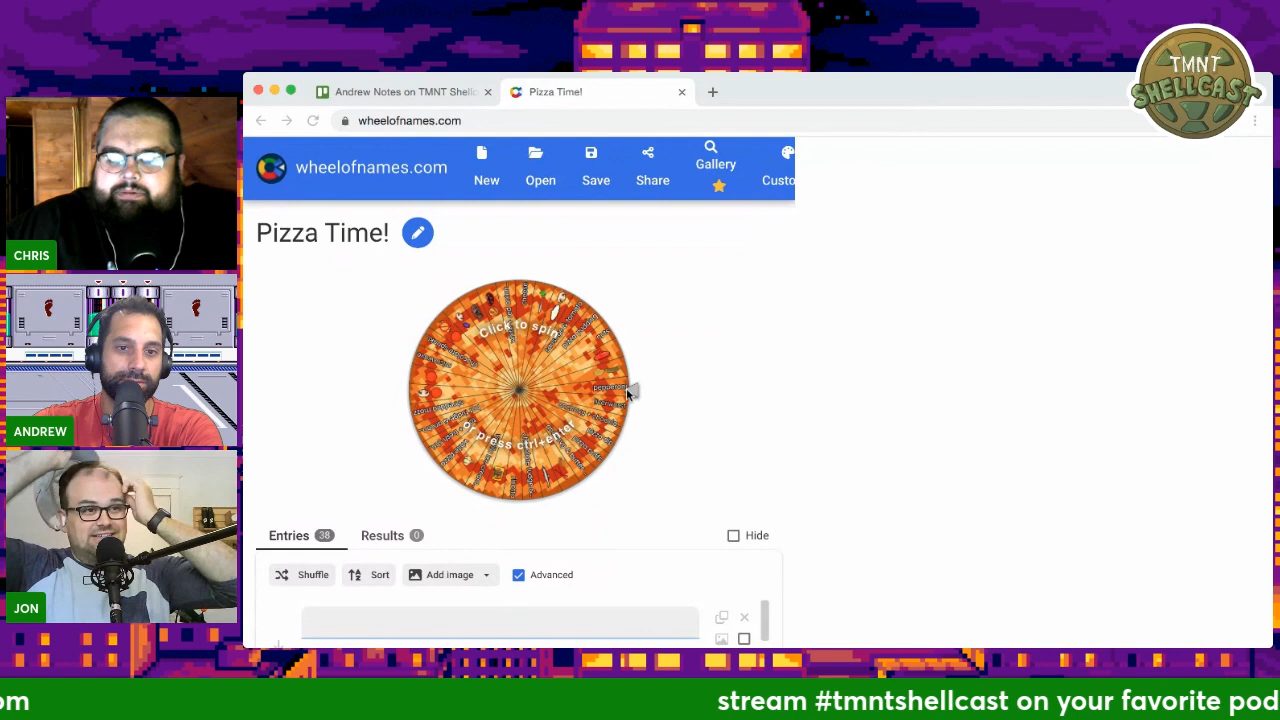 TMNT
SHELLCAST
Andrew Notes on TMNT Shellc
Pizza Time!
wheelofnames.com
wheelofnames.com
New
Open
Save
Share
Gallery
Custo
Pizza Time!
CHRIS
ANDREW
JON
Click to spin
or press ctrl+enter
Entries 38
Results 0
Hide
Shuffle
Sort
Add image
Advanced
om
stream #tmntshellcast on your favorite pod